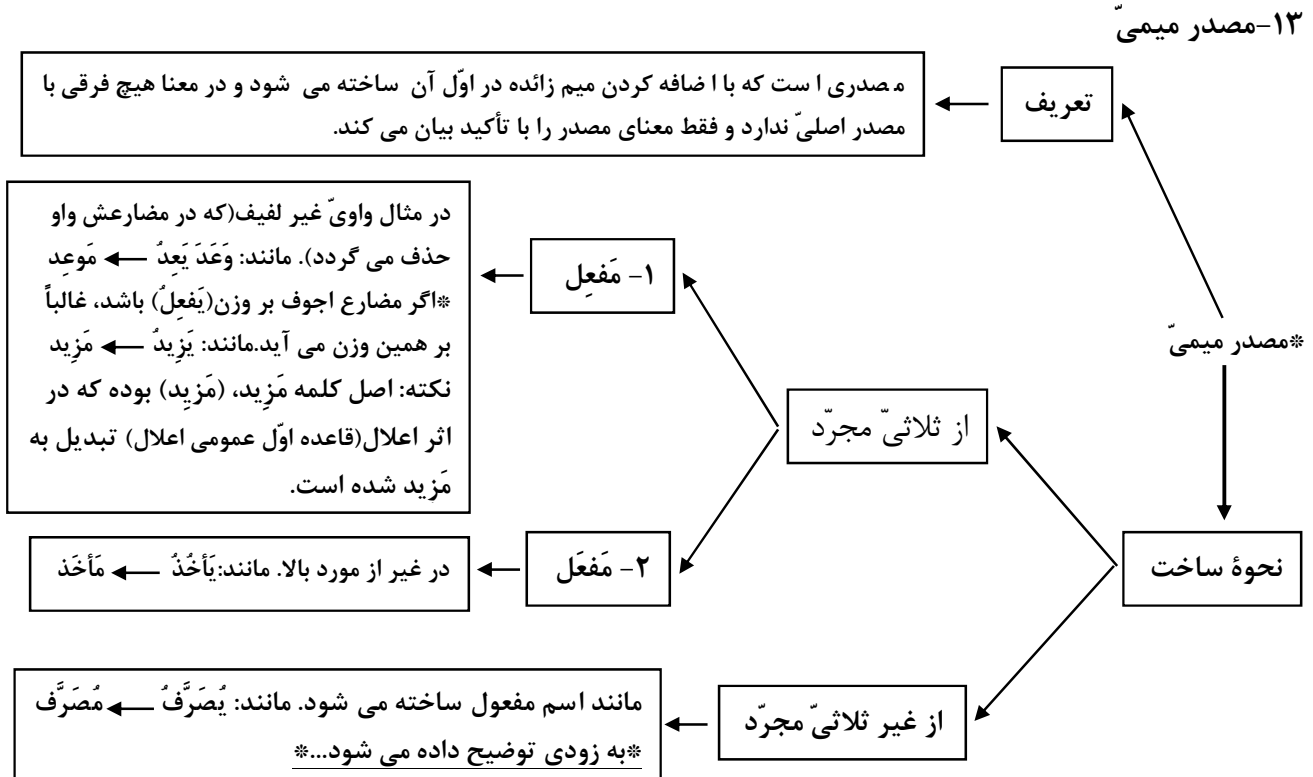 ۱۳-مصدر میمیّ
تعریف
مصدری است که با اضافه کردن میم زائده در اوّل آن ساخته می شود و در معنا هیچ فرقی با
مصدر اصلیّ ندارد و فقط معنای مصدر را با تأکید بیان می کند.
*مصدر میمیّ
نحوۀ ساخت
از ثلاثیّ مجرّد
۱- مَفعِل
در مثال واویّ غیر لفیف(که در مضارعش واو
حذف می گردد). مانند: وَعَدَ یَعِدُ ← مَوعِد
*اگر مضارع اجوف بر وزن(یَفعِلُ) باشد، غالباً
بر همین وزن می آید.مانند: یَزِیدُ ← مَزِید
نکته: اصل کلمه مَزِید، (مَزیِد) بوده که در
اثر اعلال(قاعده اوّل عمومی اعلال) تبدیل به
مَزِید شده است.
۲- مَفعَل
در غیر از مورد بالا. مانند:یَأخُذُ ← مَأخَذ
از غیر ثلاثیّ مجرّد
مانند اسم مفعول ساخته می شود. مانند: یُصَرَّفُ ← مُصَرَّف
*به زودی توضیح داده می شود...*